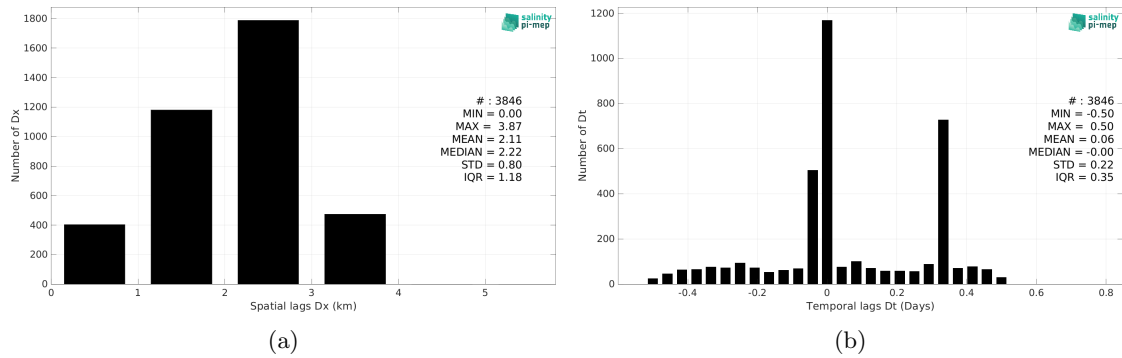 1800
1600
1400
1200
1000
800
600
400
200
0
Number of Dx
salinity
pi-mep
# : 3846
MIN = 0.00
MAX = 3.87
MEAN = 2.11
MEDIAN = 2.22
STD = 0.80
IQR = 1.18
0 1 2 3 4 5
Spatial lags Dx (km)
(a)
1200
1000
800
600
400
200
0
Number of Dt
salinity
pi-mep
# : 3846
MIN = -0.50
MAX = 0.50
MEAN = 0.06
MEDIAN = -0.00
STD = 0.22
IQR = 0.35
-0.4 -0.2 0 0.2 0.4 0.6 0.8
Temporal lags Dt (Days)
(b)